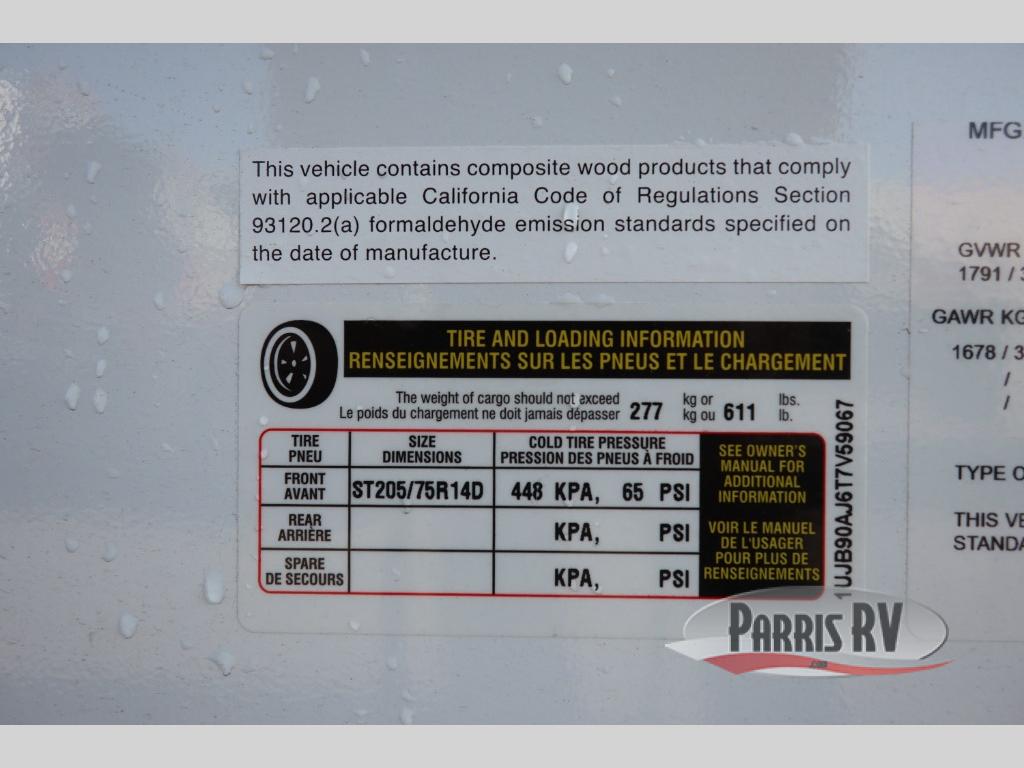 This vehicle contains composite wood products that comply
with applicable California Code of Regulations Section
93120.2(a) formaldehyde emission standards specified on
the date of manufacture.
TIRE AND LOADING INFORMATION
RENSEIGNEMENTS SUR LES PNEUS ET LE CHARGEMENT
The weight of cargo should not exceed
Le poids du chargement ne doit jamais dépasser
277
kg or
kg ou
611
lbs.
lb.
TIRE
PNEU
SIZE
DIMENSIONS
COLD TIRE PRESSURE
PRESSION DES PNEUS À FROID
FRONT
AVANT
ST205/75R14D
448 KPA, 65 PSI
REAR
ARRIÈRE
KPA, PSI
SPARE
DE SECOURS
KPA, PSI
SEE OWNER'S
MANUAL FOR
ADDITIONAL
INFORMATION
VOIR LE MANUEL
DE L'USAGER
POUR PLUS DE
RENSEIGNEMENTS
1UJB90AJ6T7V59067
MFG
GVWR
1791 / 3
GAWR KG
1678 / 3
/
/
TYPE O
THIS VE
STANDA
PARRIS RV
.com